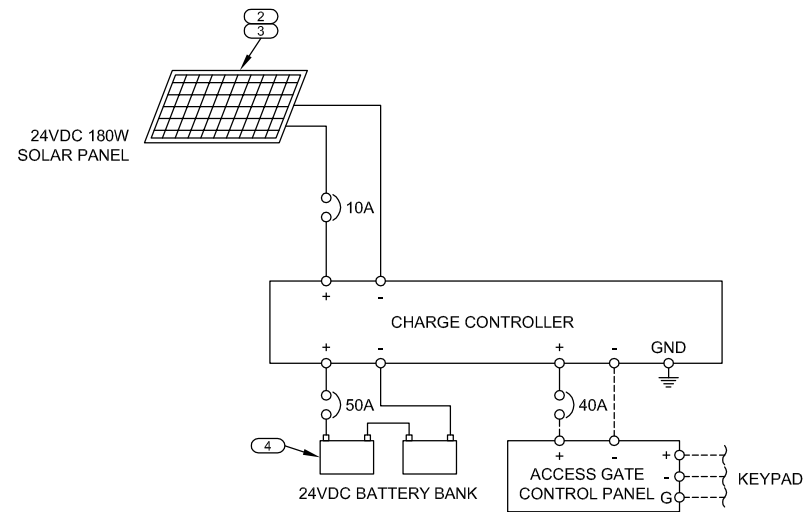 2
3
24VDC 180W
SOLAR PANEL
10A
+ -
CHARGE CONTROLLER
+ - + - GND
50A 40A
4
+ - +
ACCESS GATE - KEYPAD
CONTROL PANEL G
24VDC BATTERY BANK